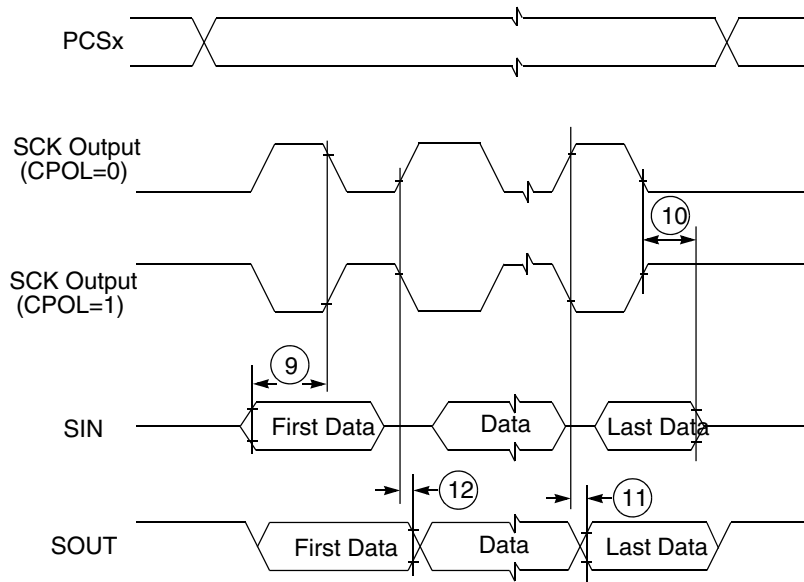 PCSx
SCK Output
(CPOL=0)
10
SCK Output
(CPOL=1)
9
SIN
First Data
Data
Last Data
12
11
SOUT
First Data
Data
Last Data